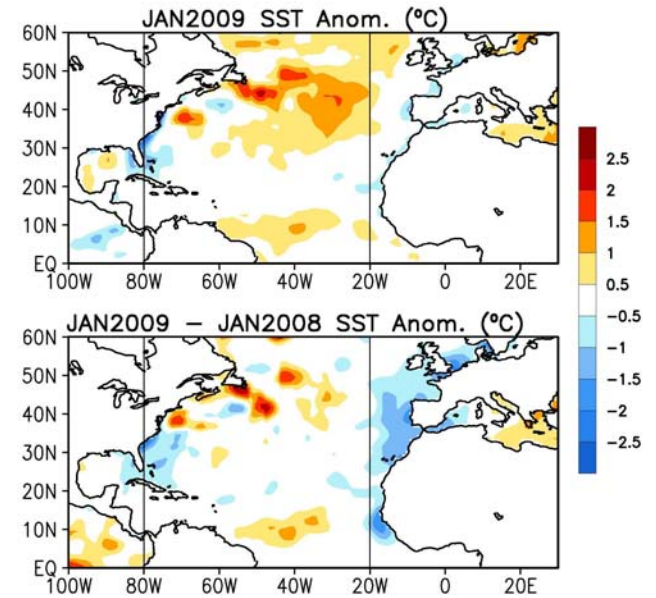 JAN2009 SST Anom. (°C)
60N
50N
40N
30N
20N
10N
EQ
100W 80W 60W 40W 20W 0 20E
JAN2009 – JAN2008 SST Anom. (°C)
60N
50N
40N
30N
20N
10N
EQ
100W 80W 60W 40W 20W 0 20E
2.5
2
1.5
1
0.5
-0.5
-1
-1.5
-2
-2.5